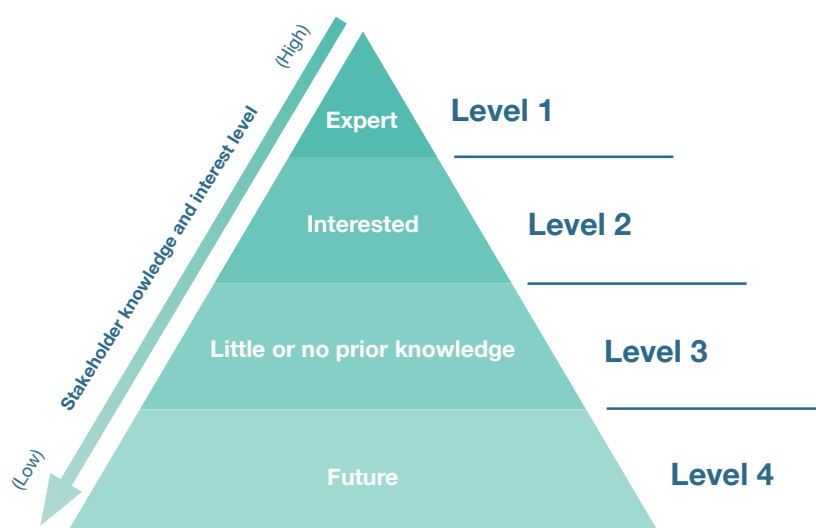 (High)
Stakeholder knowledge and interest level
(Low)
Expert
Level 1
Interested
Level 2
Little or no prior knowledge
Level 3
Future
Level 4